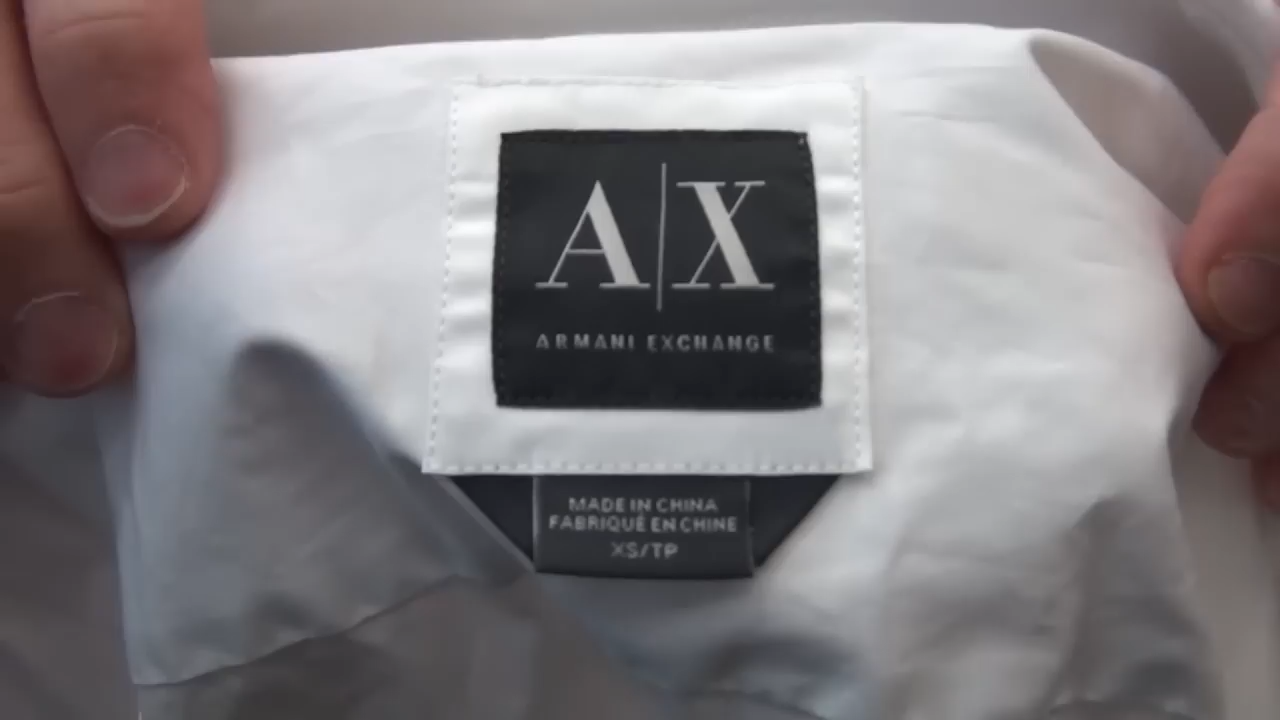 A|X
ARMANI EXCHANGE
MADE IN CHINA
FABRIQUÉ EN CHINE
XS/TP